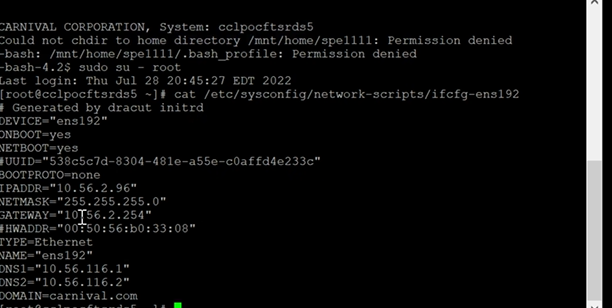 CARNIVAL CORPORATION, System: cclpocftsrds5
Could not chdir to home directory /mnt/home/spe1111: Permission denied
-bash: /mnt/home/spe1111/.bash_profile: Permission denied
-bash-4.2$ sudo su - root
Last login: Thu Jul 28 20:45:27 EDT 2022
[root@cclpocftsrds5 ~]# cat /etc/sysconfig/network-scripts/ifcfg-ens192
# Generated by dracut initrd
DEVICE="ens192"
ONBOOT=yes
NETBOOT=yes
#UUID="538c5c7d-8304-481e-a55e-c0affd4e233c"
BOOTPROTO=none
IPADDR="10.56.2.96"
NETMASK="255.255.255.0"
GATEWAY="10.56.2.254"
#HWADDR="00:50:56:b0:33:08"
TYPE=Ethernet
NAME="ens192"
DNS1="10.56.116.1"
DNS2="10.56.116.2"
DOMAIN=carnival.com
[root@cclpocftsrds5 ~]#